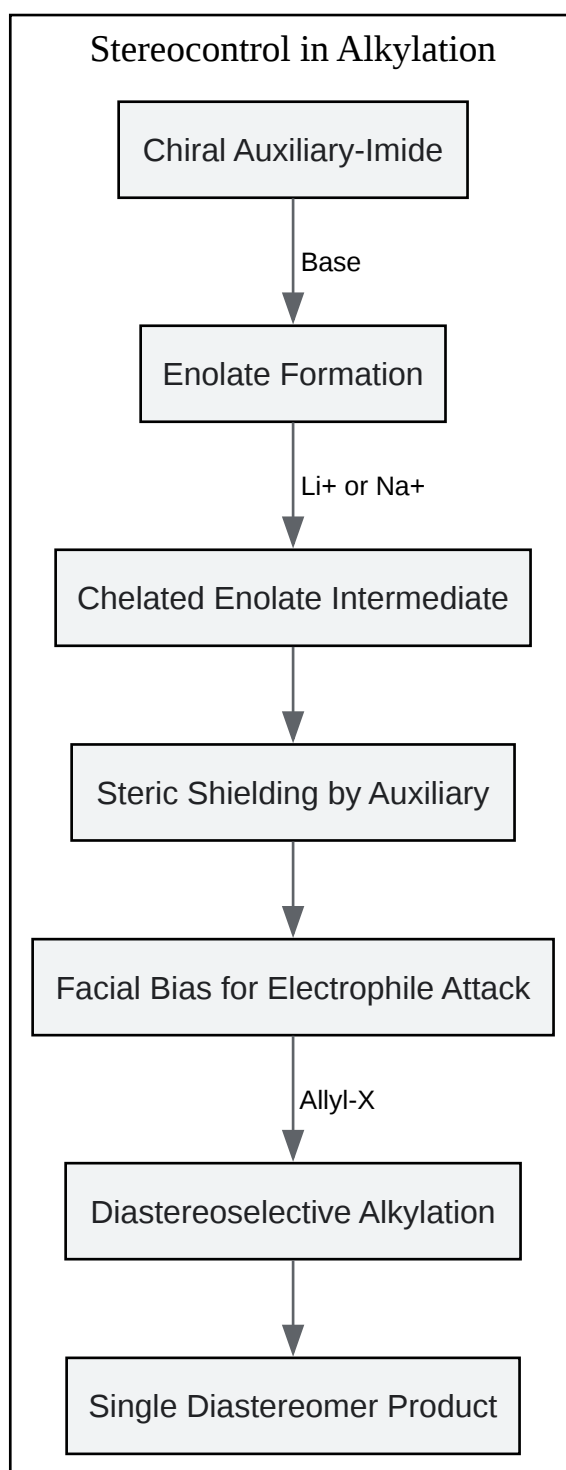 Stereocontrol in Alkylation
Chiral Auxiliary-Imide
Base
Enolate Formation
Li+ or Na+
Chelated Enolate Intermediate
Steric Shielding by Auxiliary
Facial Bias for Electrophile Attack
Allyl-X
Diastereoselective Alkylation
Single Diastereomer Product